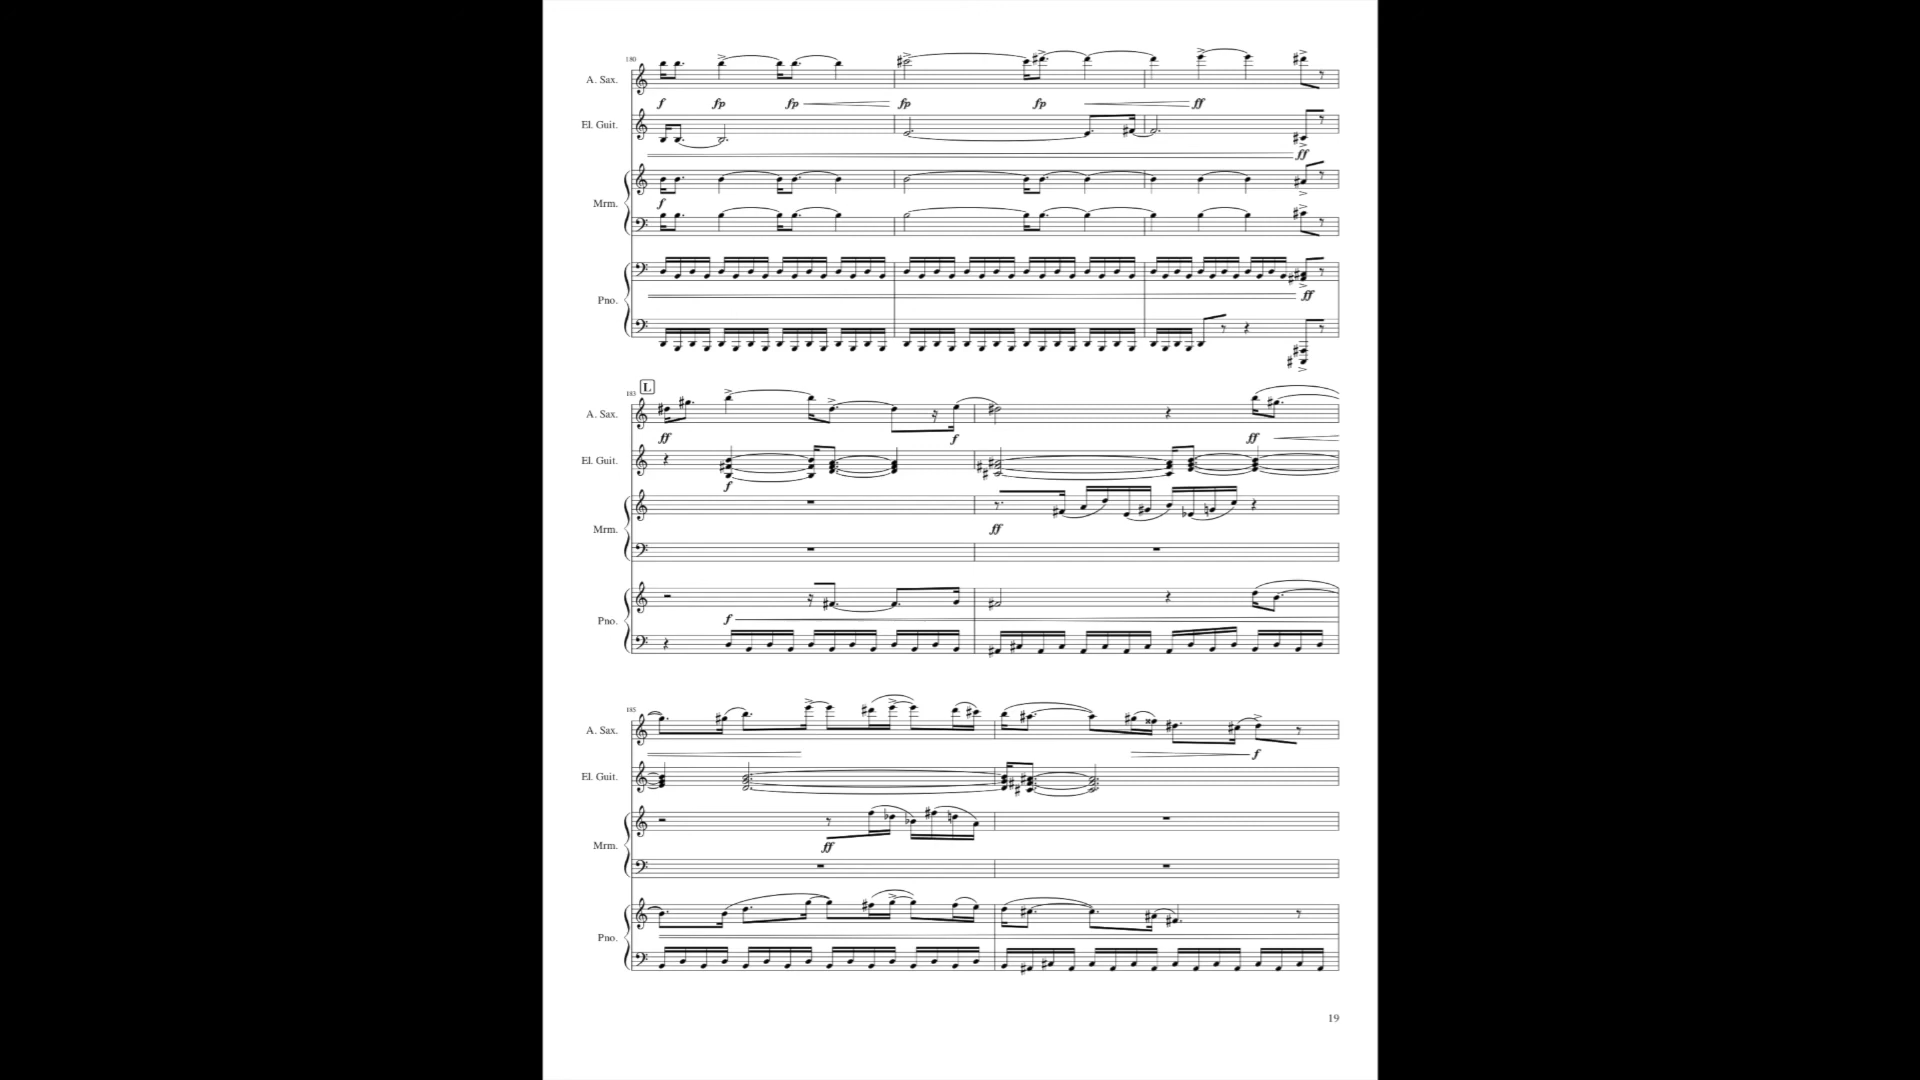 180
A. Sax.
f fp fp fp fp ff
El. Guit.
ff
Mrm.
f
Pno.
ff
183
L
A. Sax.
ff f ff
El. Guit.
f
Mrm.
ff
Pno.
f
185
A. Sax.
f
El. Guit.
Mrm.
ff
Pno.
19